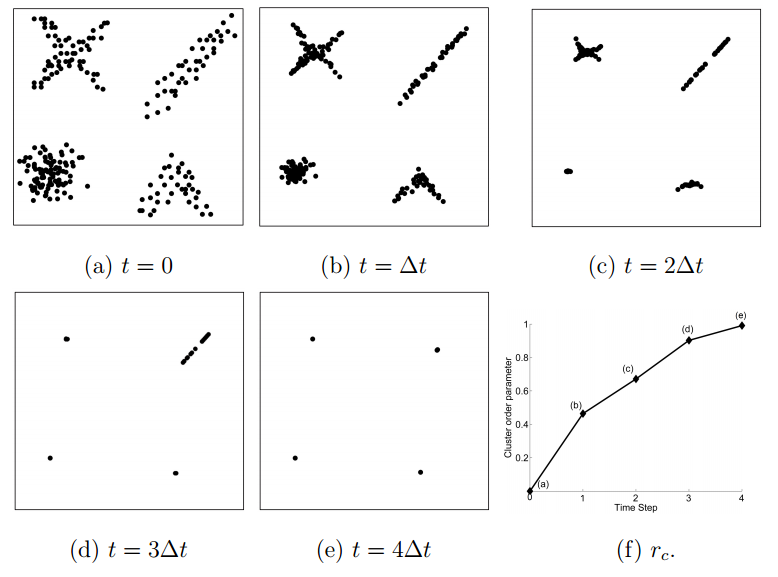 (a) t = 0
(b) t = Δt
(c) t = 2Δt
(d) t = 3Δt
(e) t = 4Δt
Cluster order parameter
1
0.8
0.6
0.4
0.2
(a)
(b)
(c)
(d)
(e)
0
1
2
3
4
Time Step
(f) r_c.